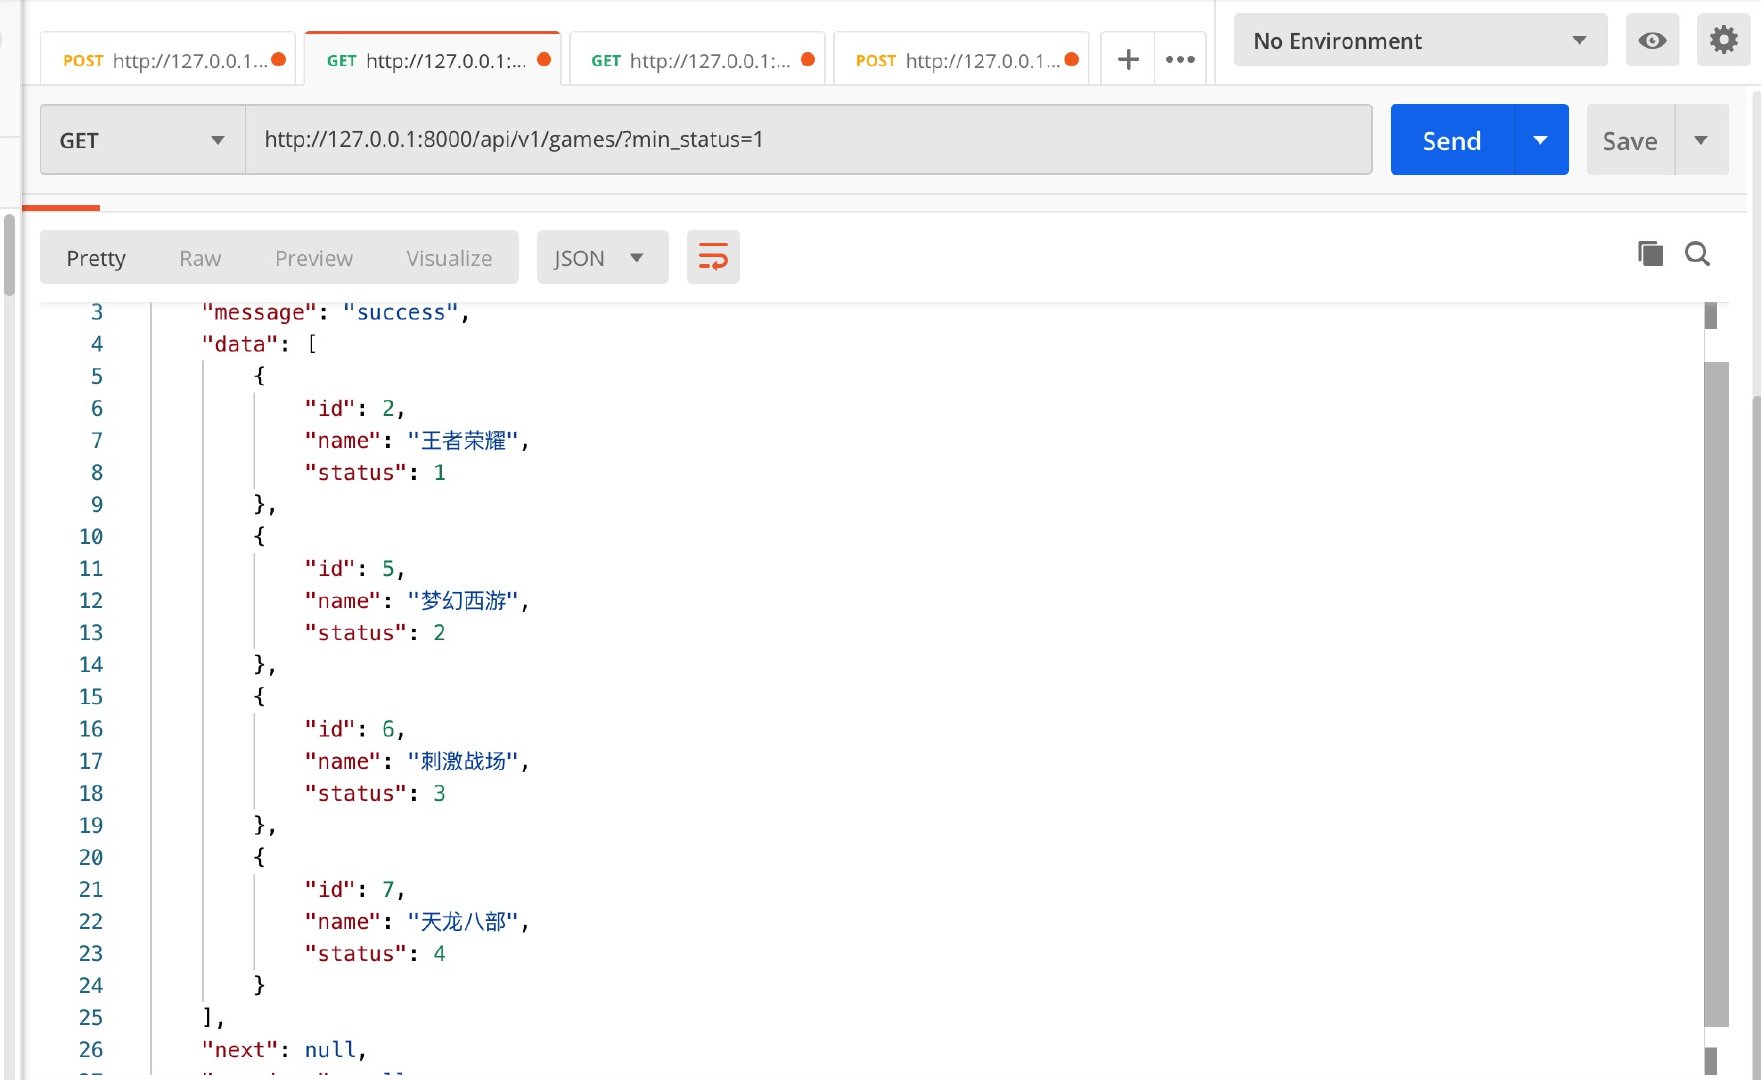 POST http://127.0.0.1... GET http://127.0.0.1:... GET http://127.0.0.1:... POST http://127.0.0.1... No Environment
GET http://127.0.0.1:8000/api/v1/games/?min_status=1 Send Save
Pretty Raw Preview Visualize JSON
3 "message": "success",
4 "data": [
5 {
6 "id": 2,
7 "name": "王者荣耀",
8 "status": 1
9 },
10 {
11 "id": 5,
12 "name": "梦幻西游",
13 "status": 2
14 },
15 {
16 "id": 6,
17 "name": "刺激战场",
18 "status": 3
19 },
20 {
21 "id": 7,
22 "name": "天龙八部",
23 "status": 4
24 }
25 ],
26 "next": null,